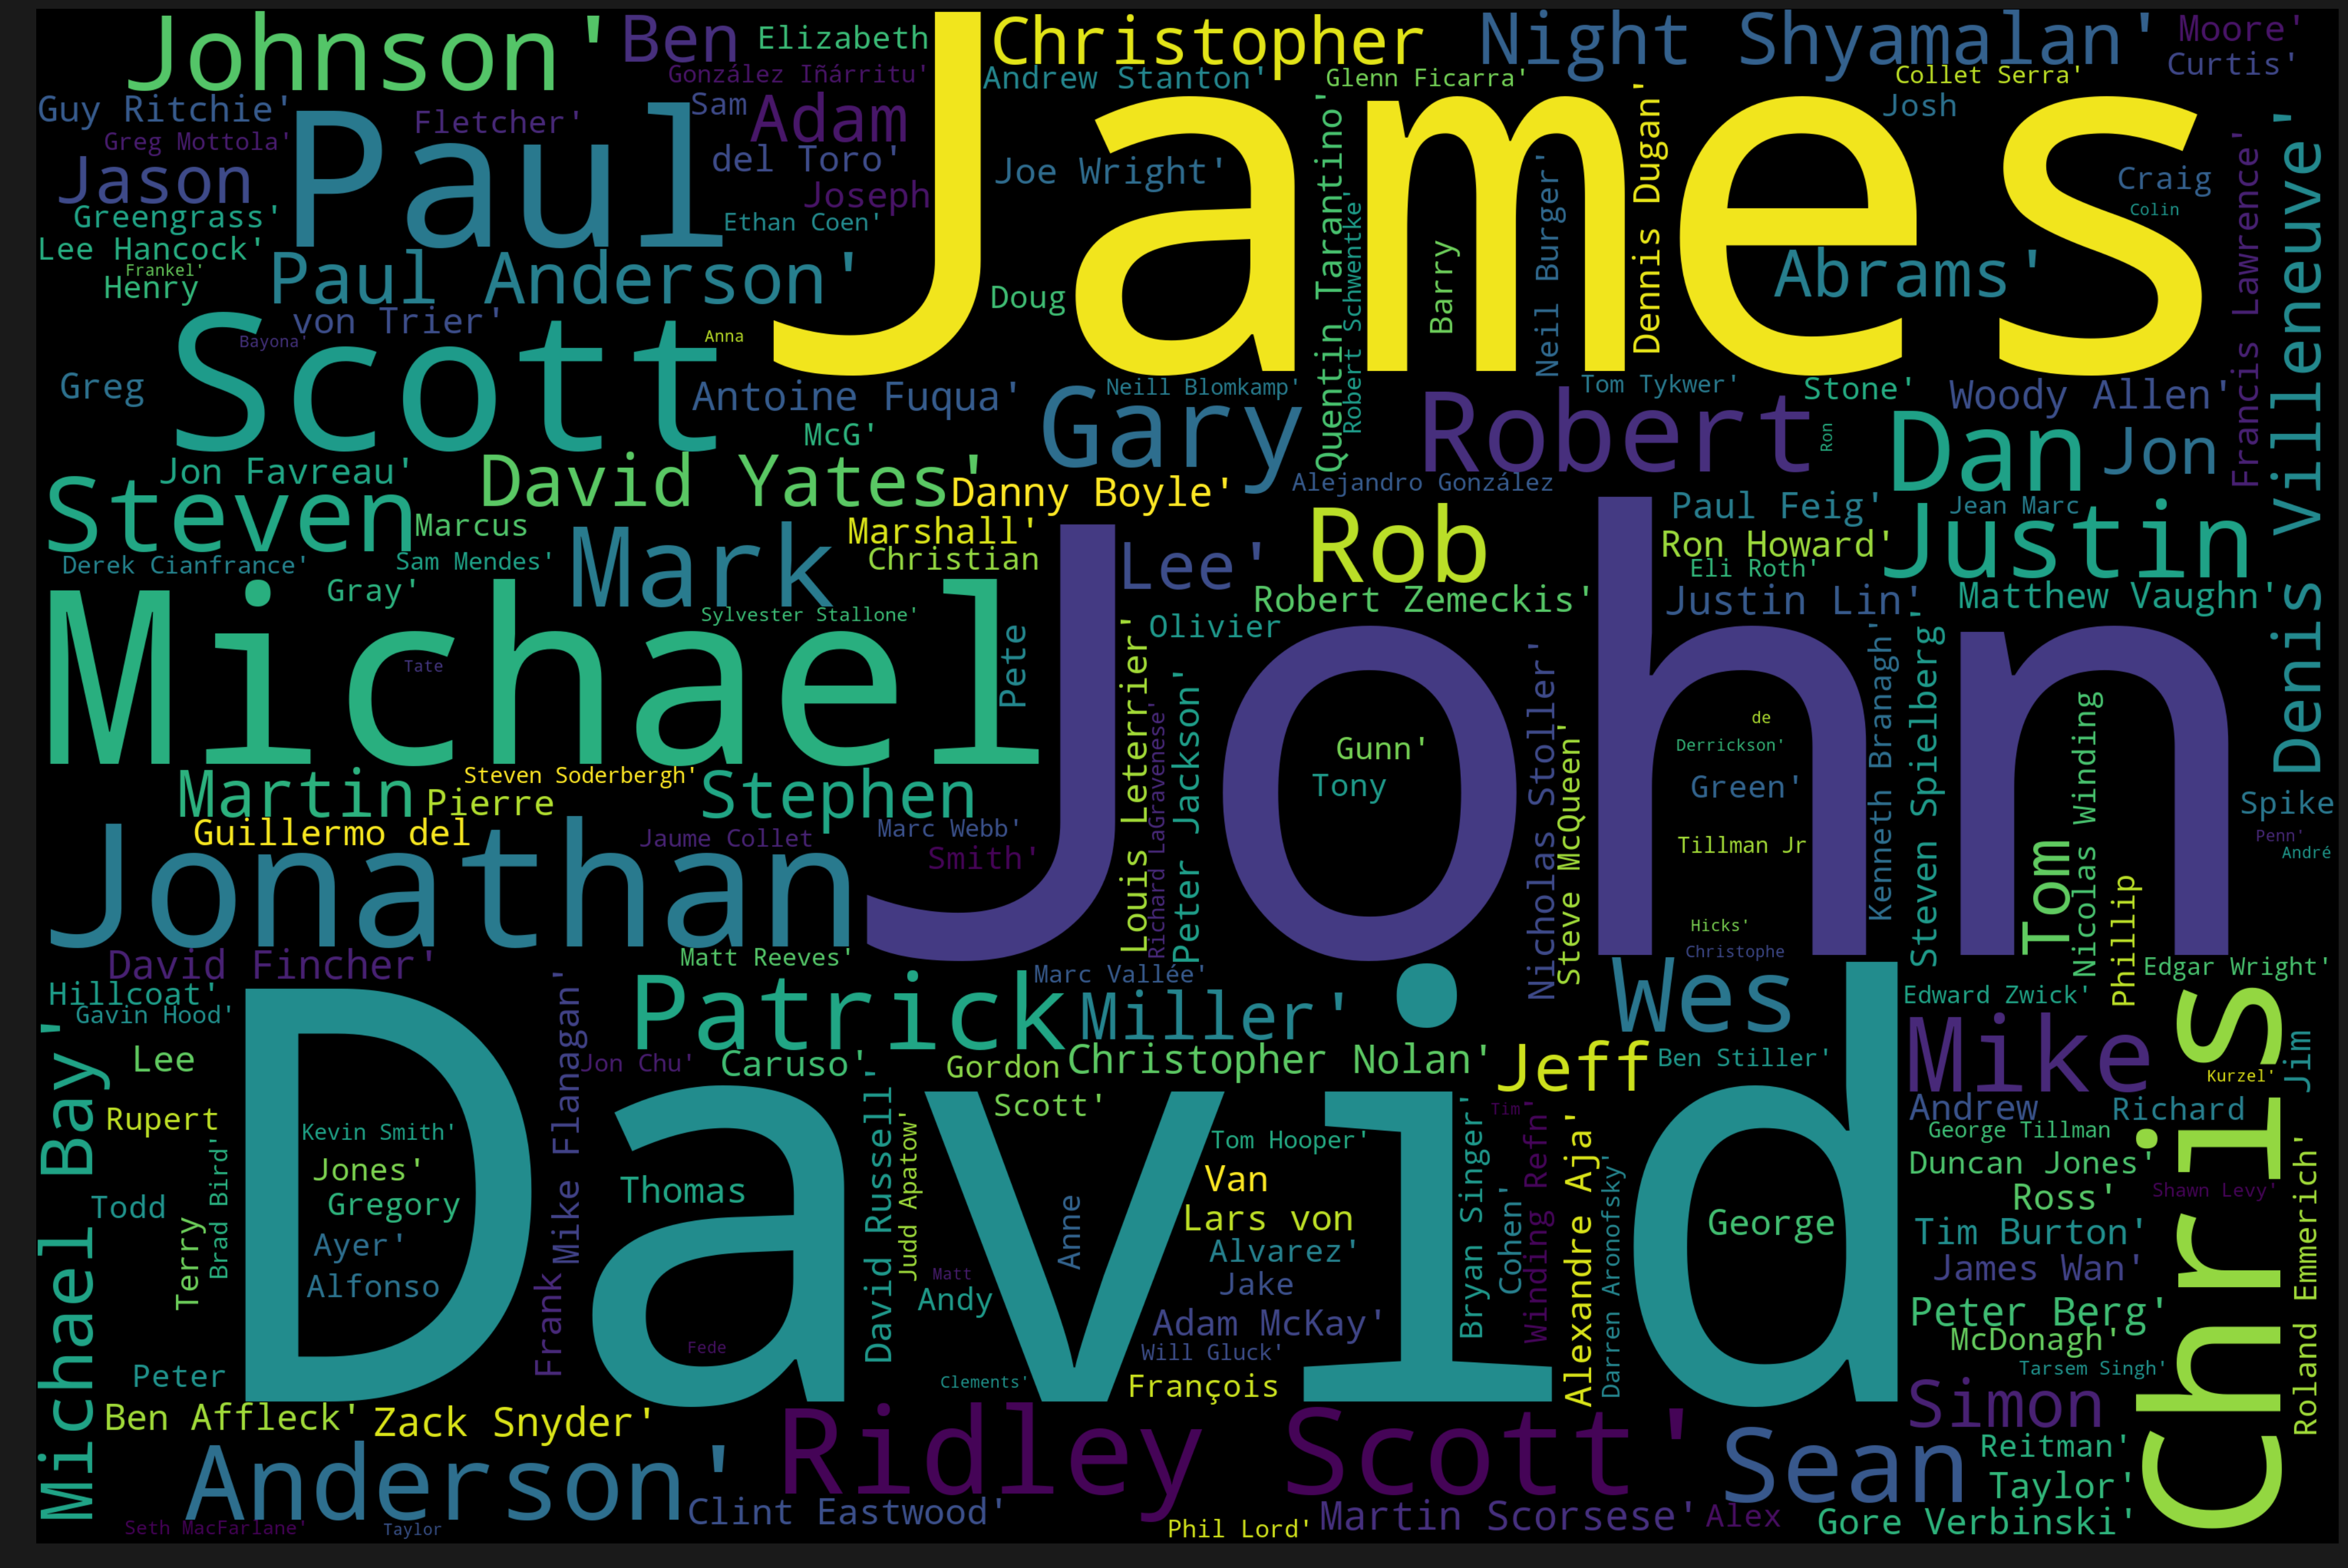 Johnson'
Ben
Elizabeth
Christopher
Night Shyamalan'
Moore'
González Iñárritu'
Andrew Stanton'
Glenn Ficarra'
Collet Serra'
Curtis'
Guy Ritchie'
Fletcher'
Sam
Adam
James
Josh
Greg Mottola'
Paul
del Toro'
Joe Wright'
Quentin Tarantino'
Dennis Dugan'
Neil Burger'
Francis Lawrence'
Jason
Joseph
Craig
Colin
Greengrass'
Ethan Coen'
Robert Schwentke'
Barry
Abrams'
Dennis Villeneuve'
Lee Hancock'
Frankel'
Henry
Paul Anderson'
Doug
von Trier'
Bayona'
Anna
Scott
Greg
Antoine Fuqua'
Neill Blomkamp'
Tom Tykwer'
Stone'
Woody Allen'
Gary
Robert
Ron
McG'
Dan
Jon
Jon Favreau'
David Yates'
Danny Boyle'
Alejandro González
Steven
Marcus
Mark
Marshall'
Christian
Lee'
Rob
Paul Feig'
Jean Marc
Justin
Ron Howard'
Eli Roth'
Derek Cianfrance'
Sam Mendes'
Gray'
Sylvester Stallone'
Robert Zemeckis'
Justin Lin'
Matthew Vaughn'
Michael
Tate
Pete
Olivier
Louis Leterrier'
John
Richard LaGravenese'
Peter Jackson'
Gunn'
Tony
Nicholas Stoller'
Steve McQueen'
de
Derrickson'
Green'
Tillman Jr
Hicks'
Christophe
Kenneth Branagh'
Steven Spielberg'
Tom
Nicolas Winding
Phillip
Spike
Penn'
André
Martin
Pierre
Steven Soderbergh'
Stephen
Guillermo del
Jaume Collet
Marc Webb'
Smith'
Jonathan
David Fincher'
Matt Reeves'
Marc Vallée'
Wes
Edgar Wright'
Hillcoat'
Gavin Hood'
Michael Bay'
Mike Flanagan'
Patrick
Miller'
Edward Zwick'
Mike
Chris
Jim
Kurzel'
Lee
Jon Chu'
Caruso'
Gordon
Christopher Nolan'
Jeff
Ben Stiller'
David
Rupert
Kevin Smith'
Jones'
Gregory
Ayer'
Alfonso
Scott'
Tom Hooper'
Tim
Andrew
Richard
George Tillman
Todd
Terry
Brad Bird'
Frank
Thomas
David Russell'
Judd Apatow'
Anne
Van
Lars von
Bryan Singer'
Cohen'
Winding Refn'
Alexandre Aja'
Darren Aronofsky'
George
Duncan Jones'
Shawn Levy'
Ross'
Tim Burton'
James Wan'
Roland Emmerich'
Matt
Andy
Alvarez'
Jake
Adam McKay'
Will Gluck'
Peter Berg'
McDonagh'
Tarsem Singh'
Peter
Fede
Clements'
François
Simon
Ben Affleck'
Zack Snyder'
Ridley Scott'
Sean
Reitman'
Anderson'
Clint Eastwood'
Taylor'
Seth MacFarlane'
Taylor
Phil Lord'
Martin Scorsese'
Alex
Gore Verbinski'